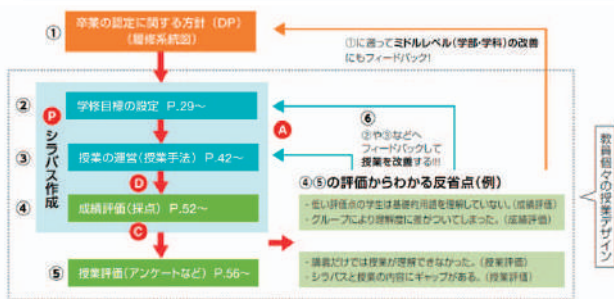 ①
卒業の認定に関する方針（DP）
（履修系統図）
①に遡ってミドルレベル（学部・学科）の改善
にもフィードバック！
②
学修目標の設定 P.29～
P
シラバス作成
A
⑥
②や③などへ
フィードバックして
授業を改善する!!!
③
授業の運営（授業手法）P.42～
D
④⑤の評価からわかる反省点（例）
④
成績評価（採点）P.52～
・低い評価点の学生は基礎的用語を理解していない。（成績評価）
・グループにより理解度に差がついてしまった。（成績評価）
C
⑤
授業評価（アンケートなど）P.56～
・講義だけでは授業が理解できなかった。（授業評価）
・シラバスと授業の内容にギャップがある。（授業評価）
教員個々の授業デザイン